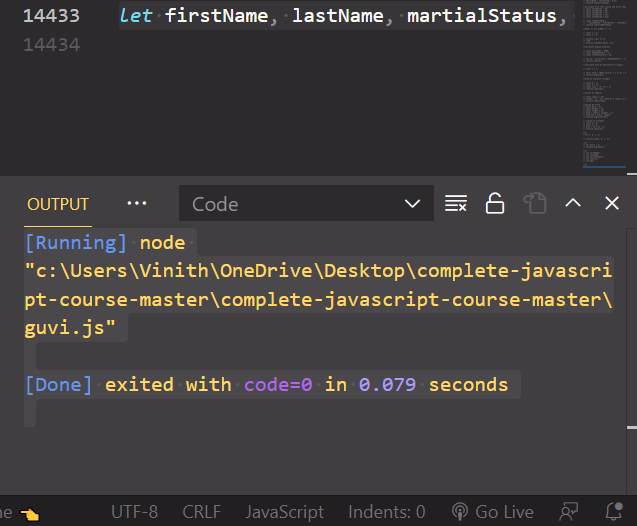 14433 let firstName, lastName, martialStatus,
14434
OUTPUT ... Code
[Running] node
"c:\Users\Vinith\OneDrive\Desktop\complete-javascri
pt-course-master\complete-javascript-course-master\
guvi.js"
[Done] exited with code=0 in 0.079 seconds
ne UTF-8 CRLF JavaScript Indents: 0 Go Live